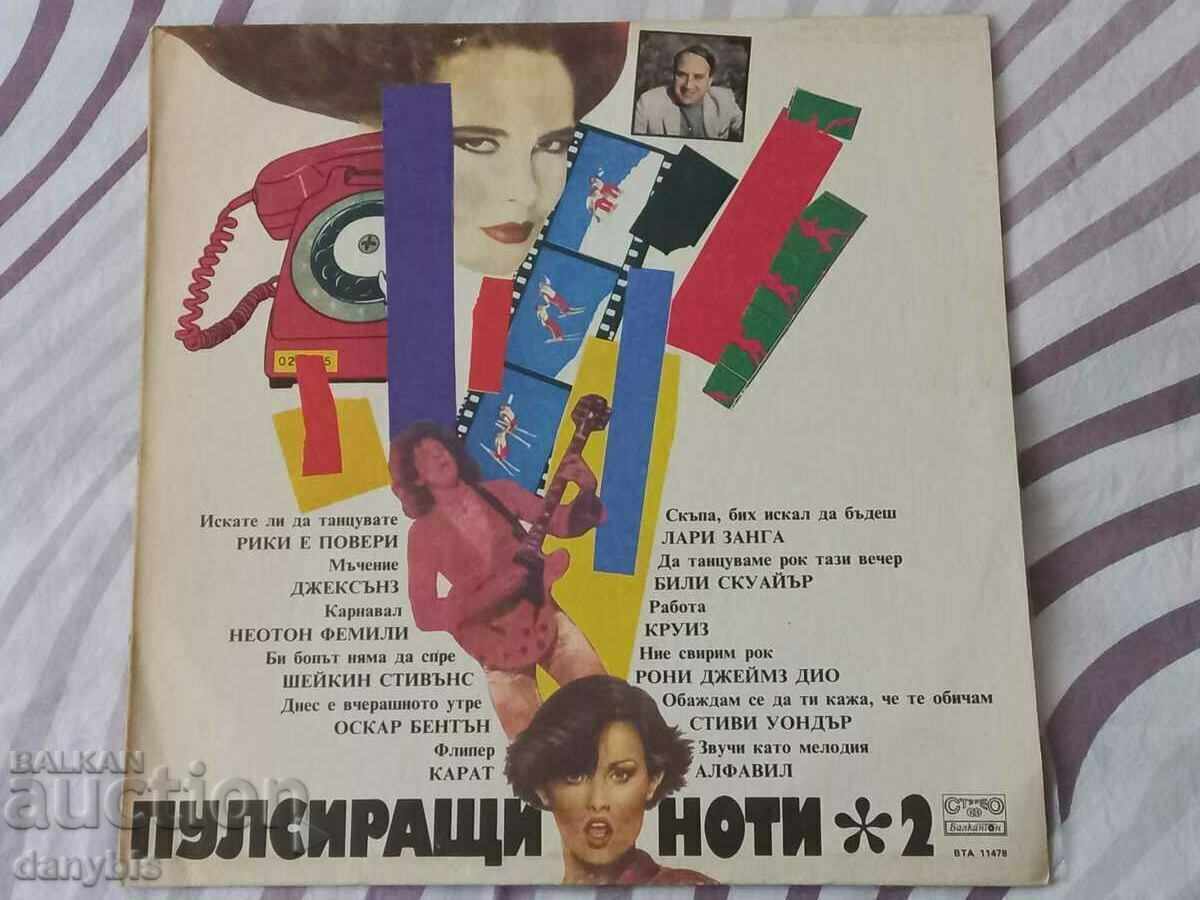 Искате ли да танцувате
РИКИ Е ПОВЕРИ
Мъчение
ДЖЕКСЪНЗ
Карнавал
НЕОТОН ФЕМИЛИ
Би бопът няма да спре
ШЕЙКИН СТИВЪНС
Днес е вчерашното утре
ОСКАР БЕНТЪН
Флипер
КАРАТ
Скъпа, бих искал да бъдеш
ЛАРИ ЗАНГА
Да танцуваме рок тази вечер
БИЛИ СКУАЙЪР
Работа
КРУИЗ
Ние свирим рок
РОНИ ДЖЕЙМЗ ДИО
Обаждам се да ти кажа, че те обичам
СТИВИ УОНДЪР
Звучи като мелодия
АЛФАВИЛ
ПУЛСИРАЩИ НОТИ * 2
СТЕРЕО
Балкантон
ВТА 11478
BALKAN
auction
danybis